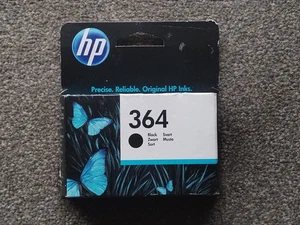 hp
Precise. Reliable. Original HP Inks.
364
Black Svart
Zwart Musta
Sort